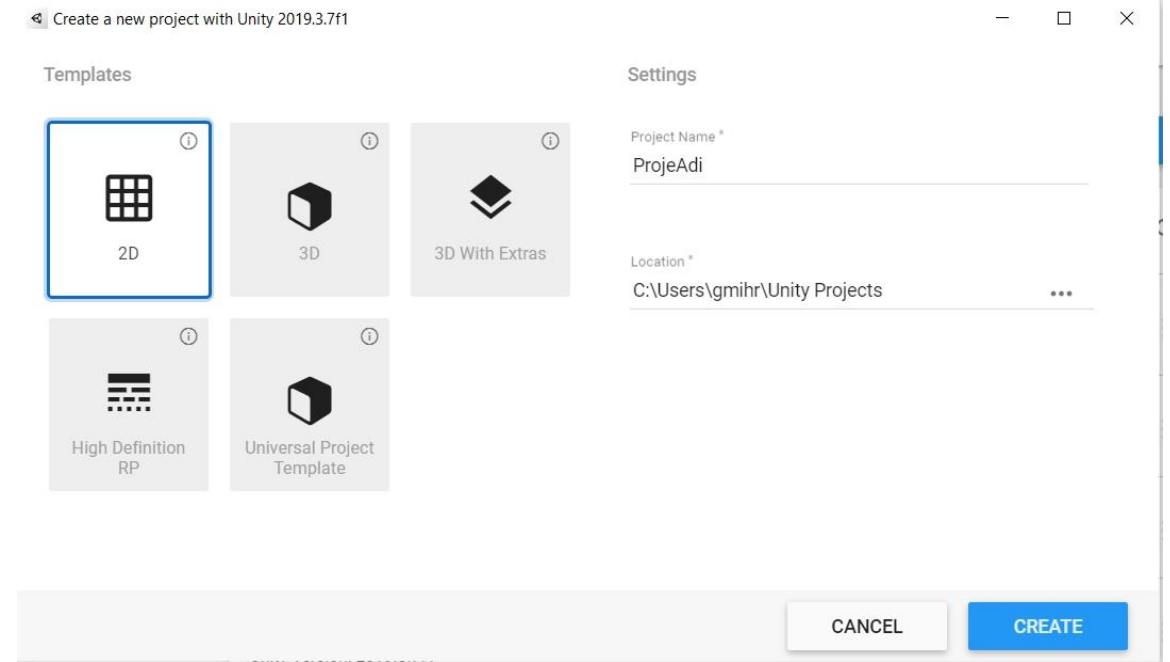 Create a new project with Unity 2019.3.7f1
Templates
Settings
2D
3D
3D With Extras
High Definition
RP
Universal Project
Template
Project Name *
ProjeAdi
Location *
C:\Users\gmihr\Unity Projects
CANCEL
CREATE